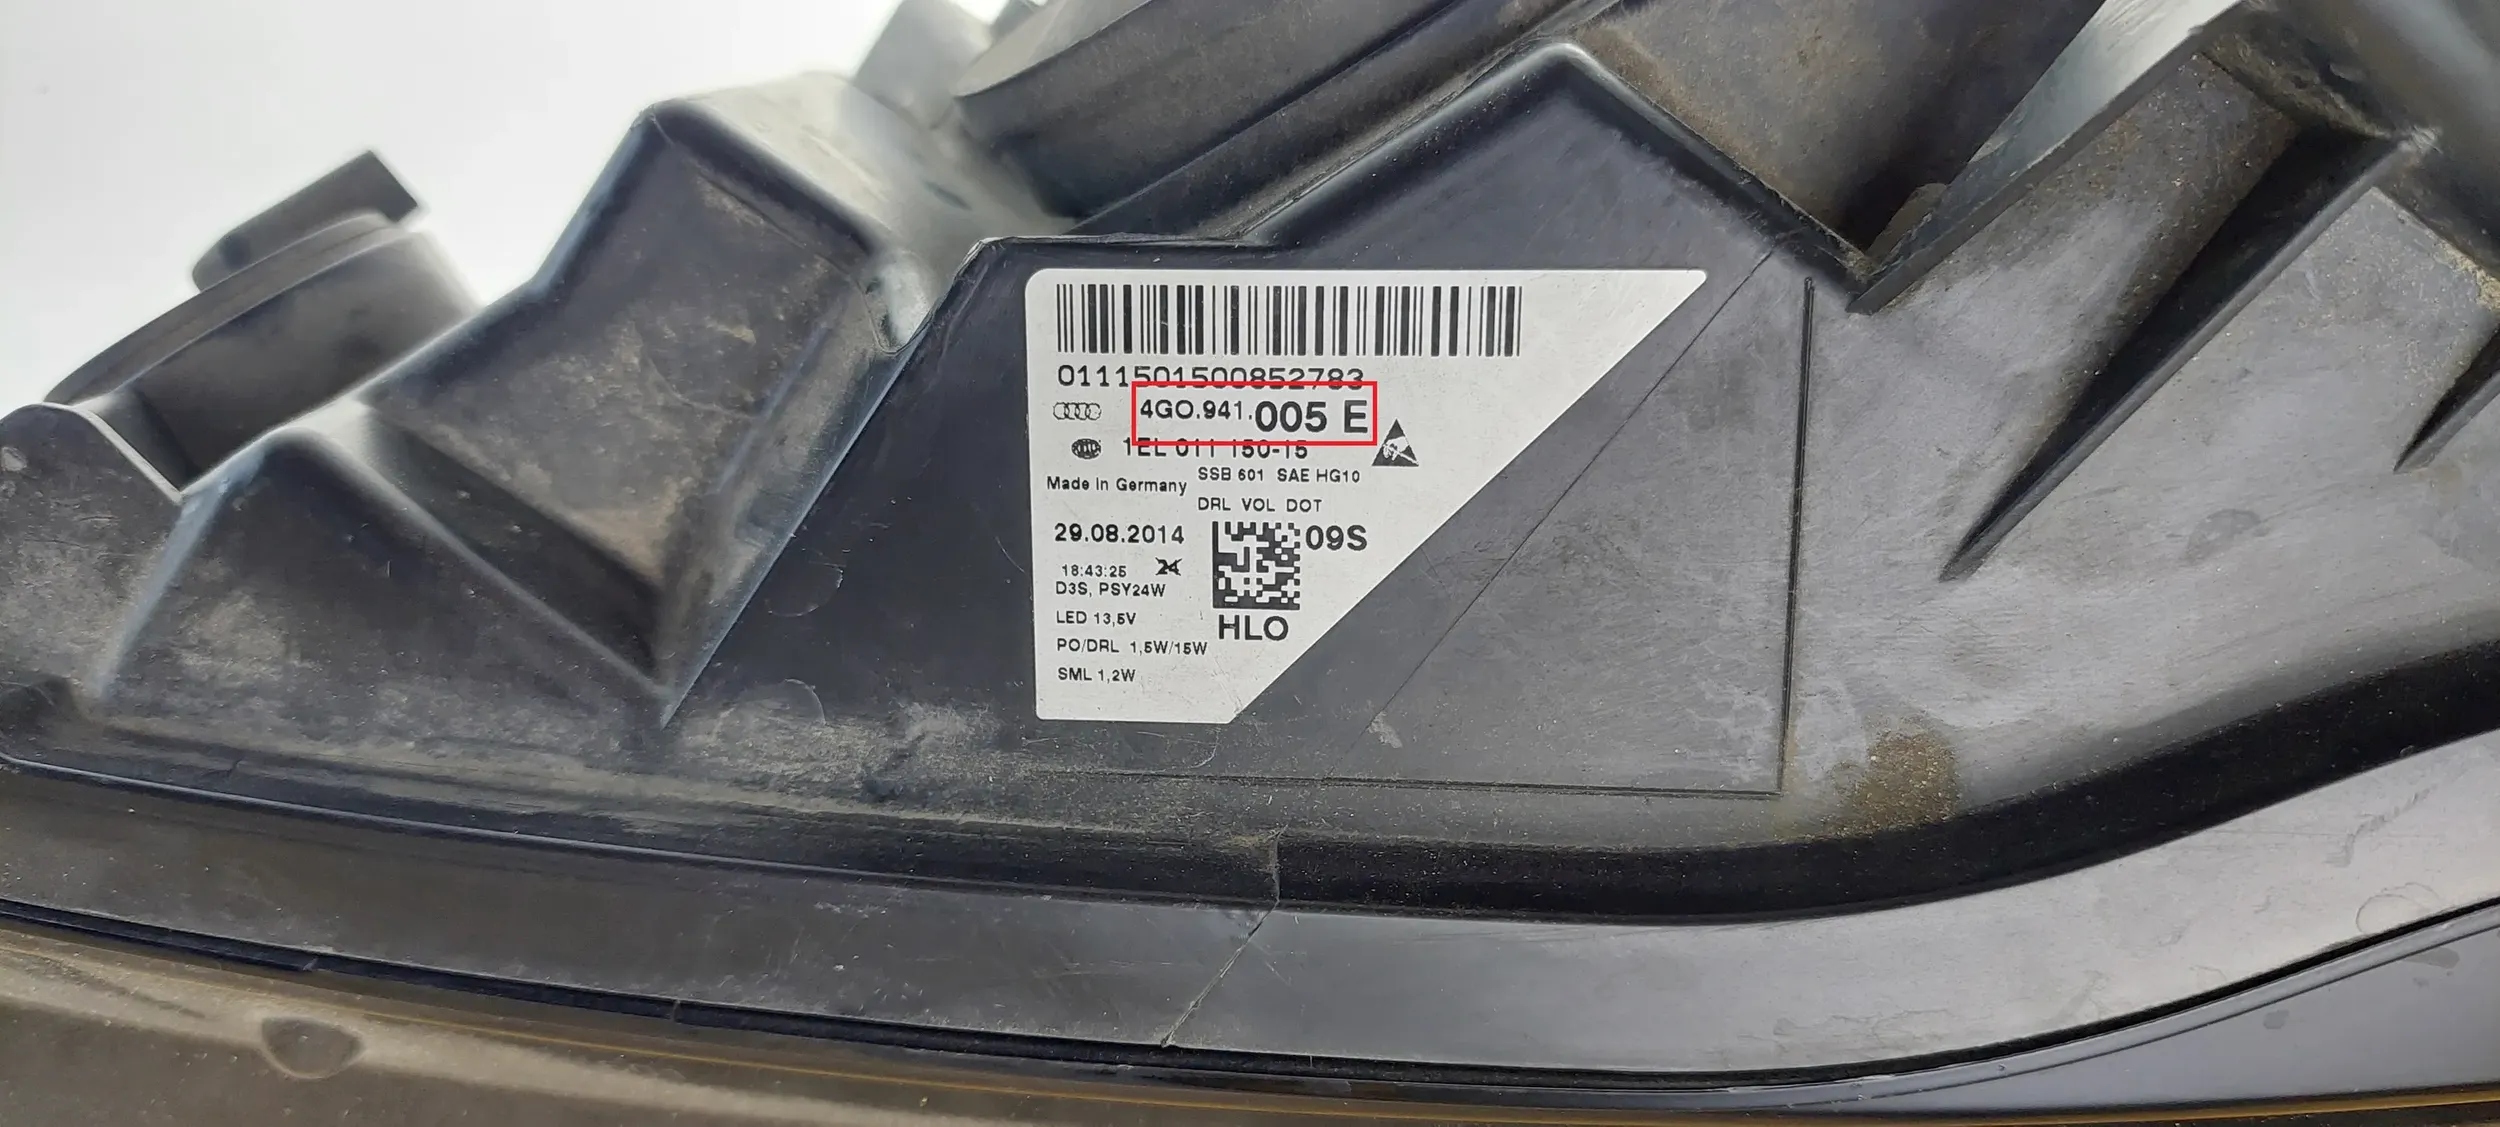 0111501500852783
4GO.941.005 E
1EL 011 150-15
SSB 601 SAE HG10
Made in Germany
DRL VOL DOT
29.08.2014
09S
18:43:25 24
D3S, PSY24W
LED 13,5V
HLO
PO/DRL 1,5W/15W
SML 1,2W